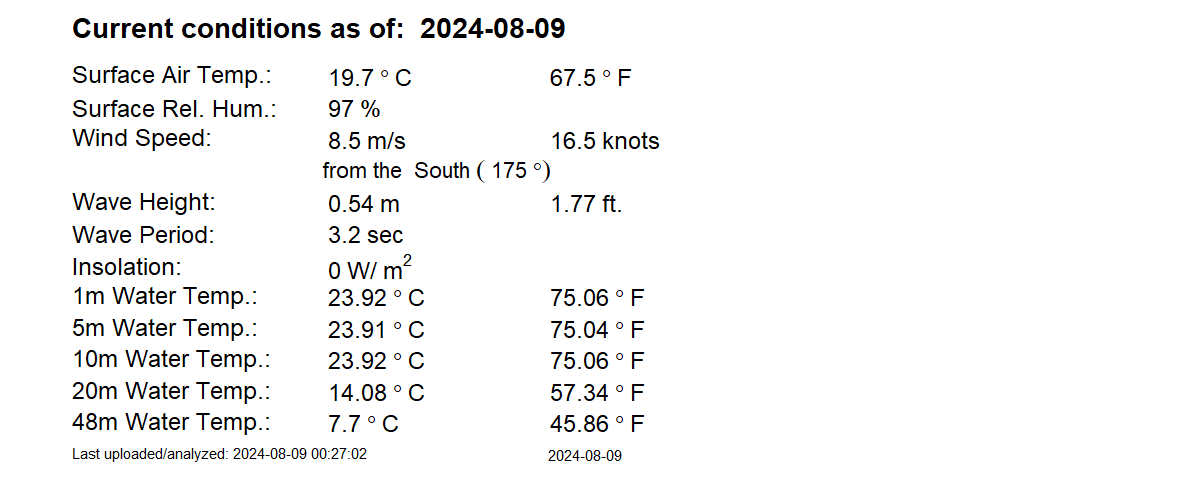 Current conditions as of:  2024-08-09
Surface Air Temp.: 19.7 ° C 67.5 ° F
Surface Rel. Hum.: 97 %
Wind Speed: 8.5 m/s 16.5 knots
from the  South ( 175 °)
Wave Height: 0.54 m 1.77 ft.
Wave Period: 3.2 sec
Insolation: 0 W/ m²
1m Water Temp.: 23.92 ° C 75.06 ° F
5m Water Temp.: 23.91 ° C 75.04 ° F
10m Water Temp.: 23.92 ° C 75.06 ° F
20m Water Temp.: 14.08 ° C 57.34 ° F
48m Water Temp.: 7.7 ° C 45.86 ° F
Last uploaded/analyzed: 2024-08-09 00:27:02 2024-08-09